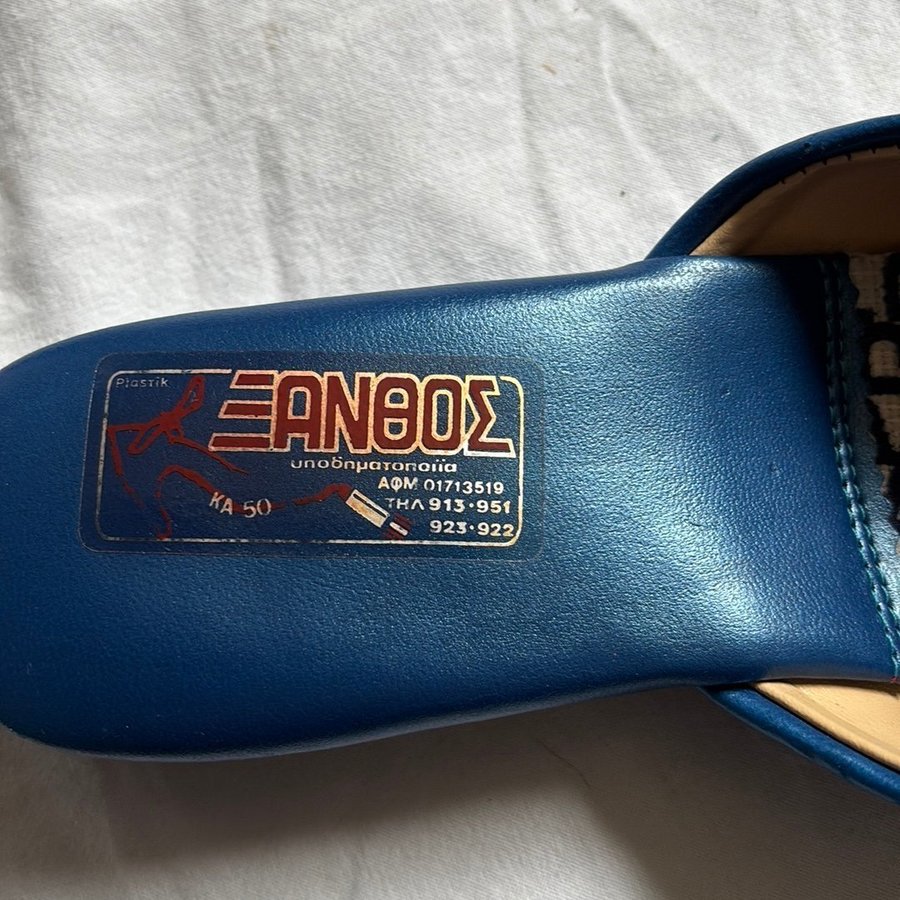 Plastik
ΞΑΝΘΟΣ
υποδηματοποιία
ΑΦΜ 01713519
ΚΑ 50
ΤΗΛ 913·951
923·922